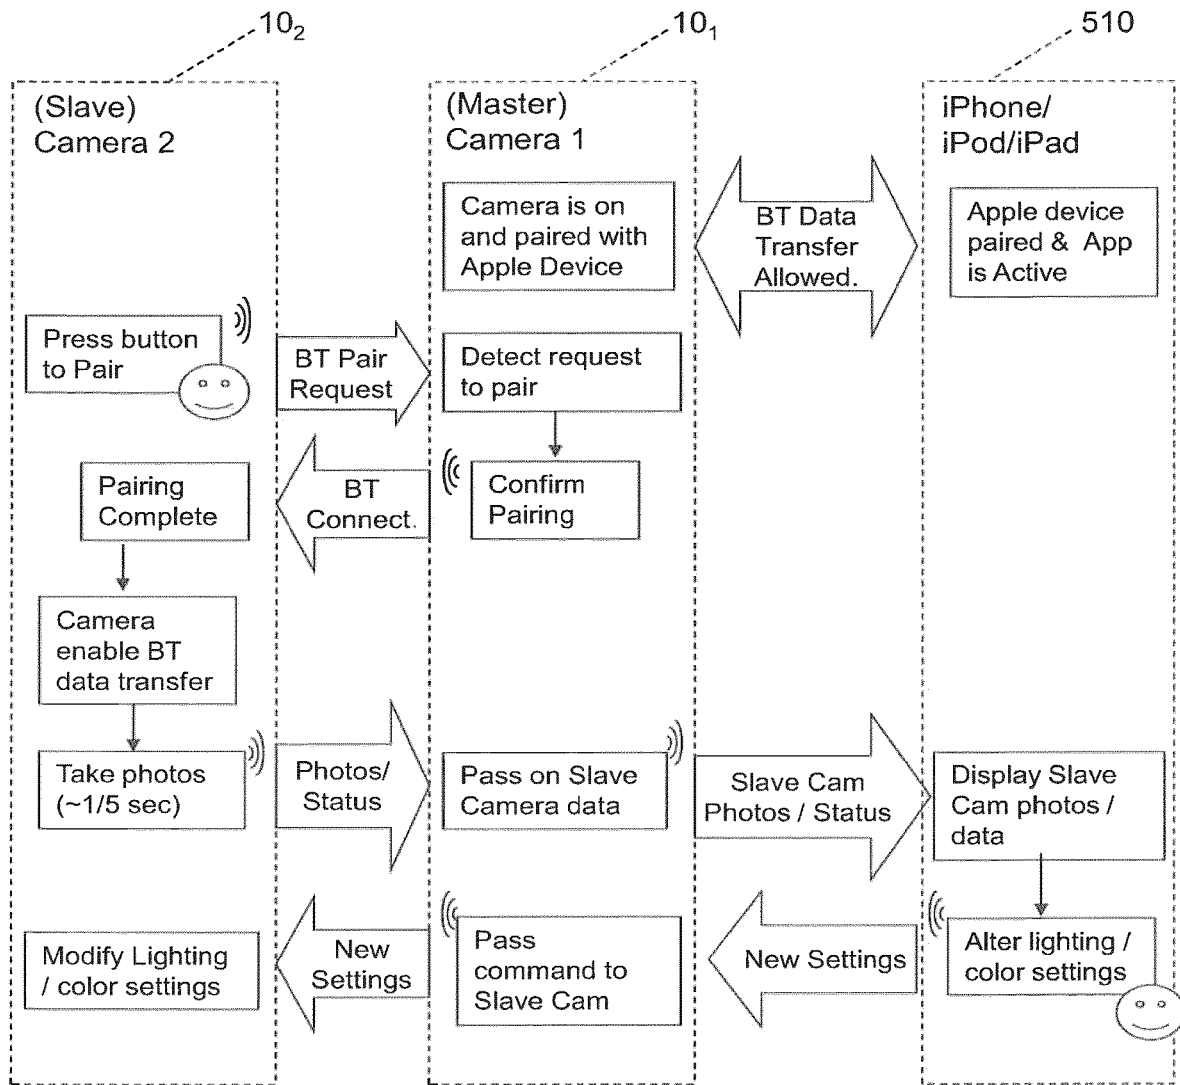 10₂
10₁
510
(Slave)
Camera 2
(Master)
Camera 1
iPhone/
iPod/iPad
Camera is on
and paired with
Apple Device
BT Data
Transfer
Allowed.
Apple device
paired & App
is Active
Press button
to Pair
BT Pair
Request
Detect request
to pair
Pairing
Complete
BT
Connect.
Confirm
Pairing
Camera
enable BT
data transfer
Take photos
(~1/5 sec)
Photos/
Status
Pass on Slave
Camera data
Slave Cam
Photos / Status
Display Slave
Cam photos /
data
Modify Lighting
/ color settings
New
Settings
Pass
command to
Slave Cam
New Settings
Alter lighting /
color settings